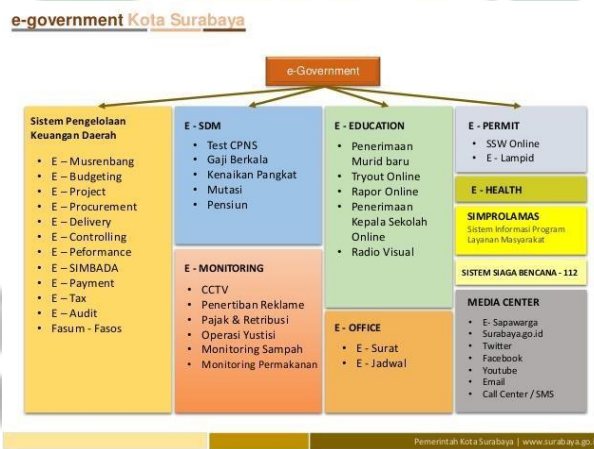 e-government Kota Surabaya
e-Government
Sistem Pengelolaan
Keuangan Daerah
• E – Musrenbang
• E – Budgeting
• E – Project
• E – Procurement
• E – Delivery
• E – Controlling
• E – Peformance
• E – SIMBADA
• E – Payment
• E – Tax
• E – Audit
• Fasum - Fasos
E - SDM
• Test CPNS
• Gaji Berkala
• Kenaikan Pangkat
• Mutasi
• Pensiun
E - MONITORING
• CCTV
• Penertiban Reklame
• Pajak & Retribusi
• Operasi Yustisi
• Monitoring Sampah
• Monitoring Permakanan
E - EDUCATION
• Penerimaan
Murid baru
• Tryout Online
• Rapor Online
• Penerimaan
Kepala Sekolah
Online
• Radio Visual
E - OFFICE
• E - Surat
• E - Jadwal
E - PERMIT
• SSW Online
• E - Lampid
E - HEALTH
SIMPROLAMAS
Sistem Informasi Program
Layanan Masyarakat
SISTEM SIAGA BENCANA - 112
MEDIA CENTER
• E- Sapawarga
• Surabaya.go.id
• Twitter
• Facebook
• Youtube
• Email
• Call Center / SMS
Pemerintah Kota Surabaya | www.surabaya.go.